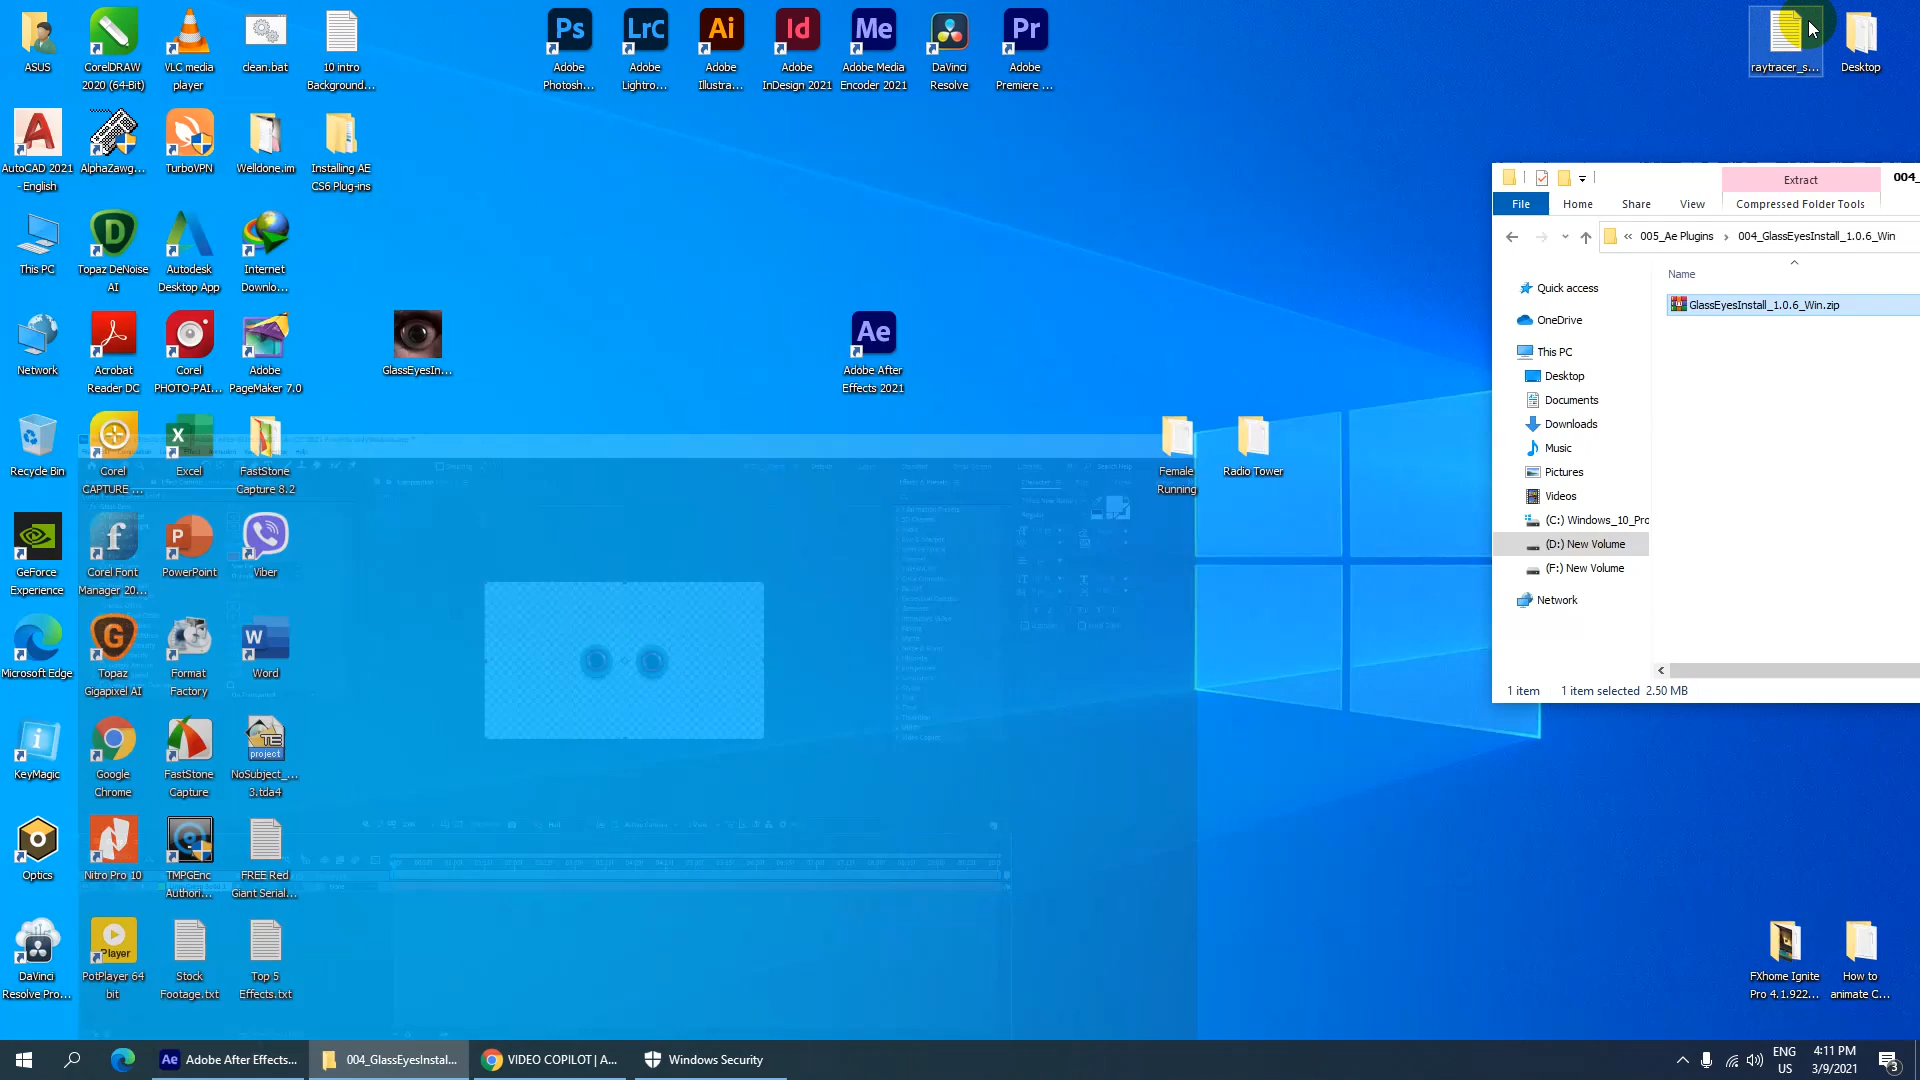 ASUS
CorelDRAW
2020 (64-Bit)
VLC media
player
clean.bat
10 intro
Background...
Ps
Adobe
Photosh...
LrC
Adobe
Lightro...
Ai
Adobe
Illustra...
Id
Adobe
InDesign 2021
Me
Adobe Media
Encoder 2021
DaVinci
Resolve
Pr
Adobe
Premiere ...
raytracer_s...
Desktop
AutoCAD 2021
- English
AlphaZawg...
TurboVPN
Welldone.im
Installing AE
CS6 Plug-ins
This PC
Topaz DeNoise
AI
Autodesk
Desktop App
Internet
Downlo...
Network
Acrobat
Reader DC
Corel
PHOTO-PAI...
Adobe
PageMaker 7.0
GlassEyesIn...
Ae
Adobe After
Effects 2021
Recycle Bin
Corel
CAPTURE ...
Excel
FastStone
Capture 8.2
Female
Running
Radio Tower
GeForce
Experience
Corel Font
Manager 20...
PowerPoint
Viber
Microsoft Edge
Topaz
Gigapixel AI
Format
Factory
Word
KeyMagic
Google
Chrome
FastStone
Capture
project
NoSubject_...
3.tda4
Optics
Nitro Pro 10
TMPGEnc
Authori...
FREE Red
Giant Serial...
DaVinci
Resolve Pro...
Player
PotPlayer 64
bit
Stock
Footage.txt
Top 5
Effects.txt
FXhome Ignite
Pro 4.1.922...
How to
animate C...
Extract
004_
File
Home
Share
View
Compressed Folder Tools
« 005_Ae Plugins › 004_GlassEyesInstall_1.0.6_Win
Name
GlassEyesInstall_1.0.6_Win.zip
Quick access
OneDrive
This PC
Desktop
Documents
Downloads
Music
Pictures
Videos
(C:) Windows_10_Pro
(D:) New Volume
(F:) New Volume
Network
1 item
1 item selected 2.50 MB
Adobe After Effects...
004_GlassEyesInstal...
VIDEO COPILOT | A...
Windows Security
ENG
US
4:11 PM
3/9/2021
3